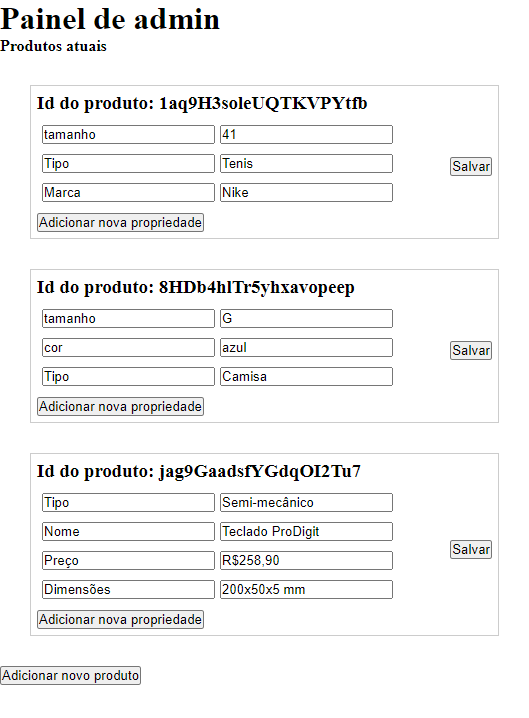 Painel de admin
Produtos atuais
Id do produto: 1aq9H3soleUQTKVPYtfb
tamanho 41
Tipo Tenis
Salvar
Marca Nike
Adicionar nova propriedade
Id do produto: 8HDb4hlTr5yhxavopeep
tamanho G
cor azul
Salvar
Tipo Camisa
Adicionar nova propriedade
Id do produto: jag9GaadsfYGdqOI2Tu7
Tipo Semi-mecânico
Nome Teclado ProDigit
Salvar
Preço R$258,90
Dimensões 200x50x5 mm
Adicionar nova propriedade
Adicionar novo produto